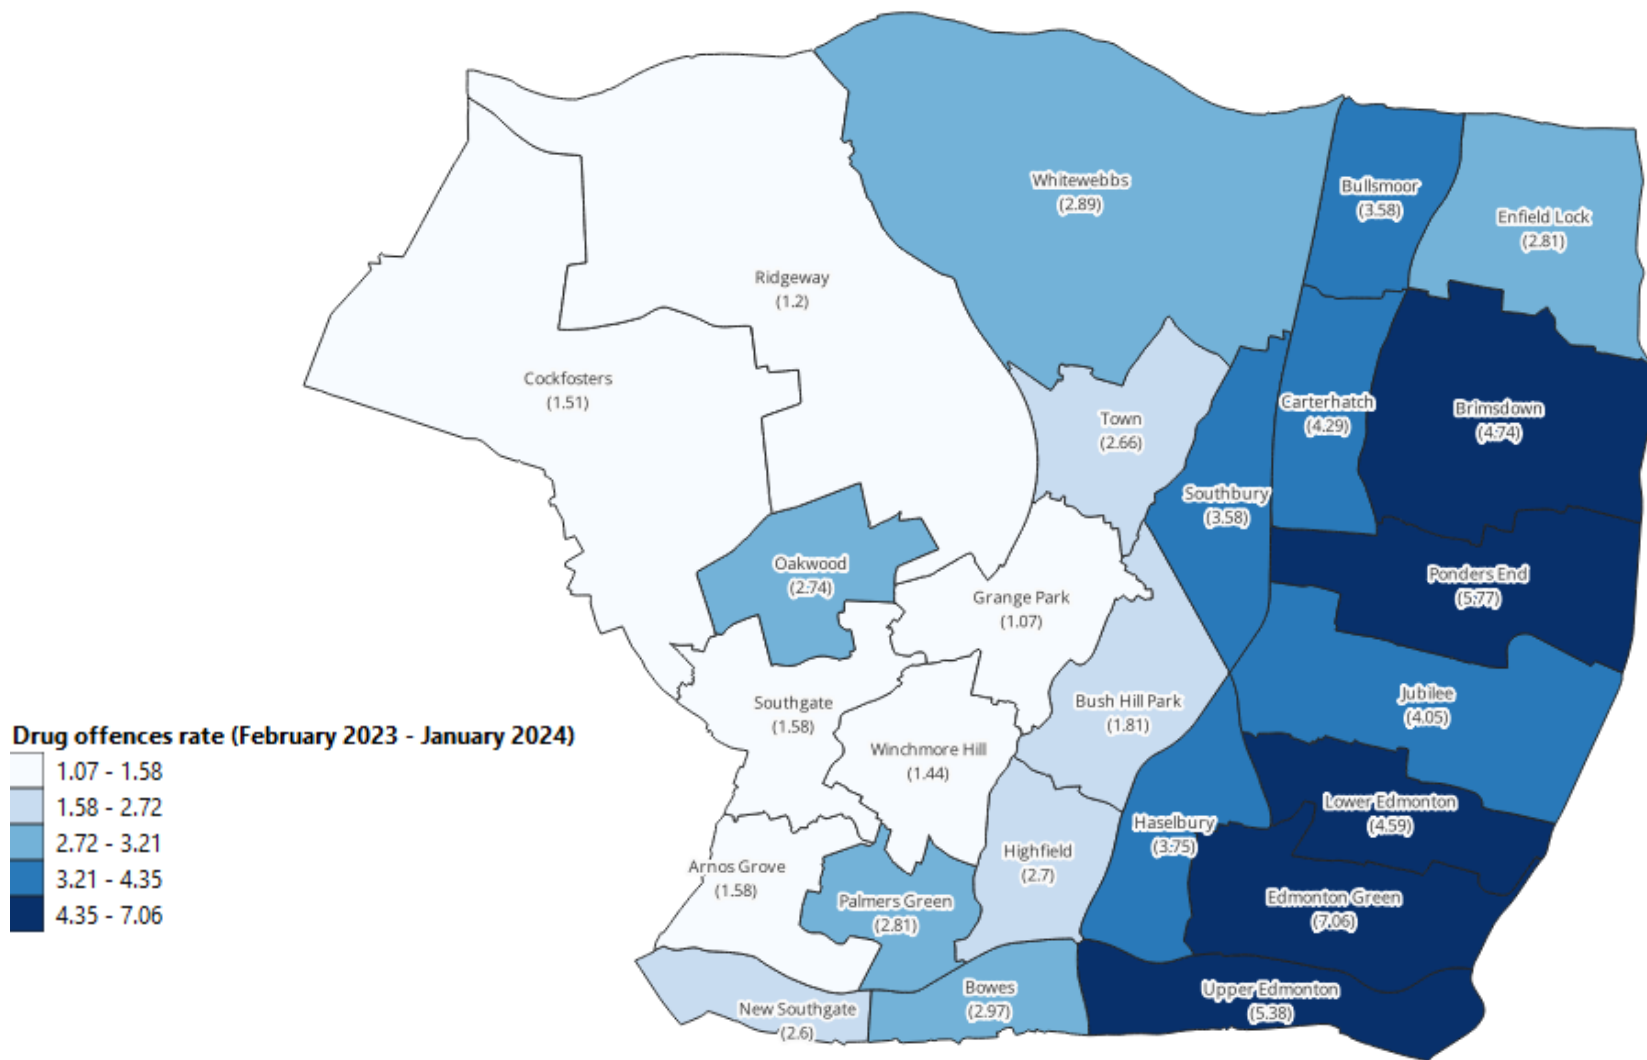 Whitewebbs
(2.89)
Bullsmoor
(3.58)
Enfield Lock
(2.81)
Ridgeway
(1.2)
Cockfosters
(1.51)
Town
(2.66)
Carterhatch
(4.29)
Brimsdown
(4.74)
Southbury
(3.58)
Oakwood
(2.74)
Grange Park
(1.07)
Ponders End
(5.77)
Southgate
(1.58)
Bush Hill Park
(1.81)
Jubilee
(4.05)
Winchmore Hill
(1.44)
Lower Edmonton
(4.59)
Haselbury
(3.75)
Highfield
(2.7)
Arnos Grove
(1.58)
Palmers Green
(2.81)
Edmonton Green
(7.06)
New Southgate
(2.6)
Bowes
(2.97)
Upper Edmonton
(5.38)
Drug offences rate (February 2023 - January 2024)
1.07 - 1.58
1.58 - 2.72
2.72 - 3.21
3.21 - 4.35
4.35 - 7.06